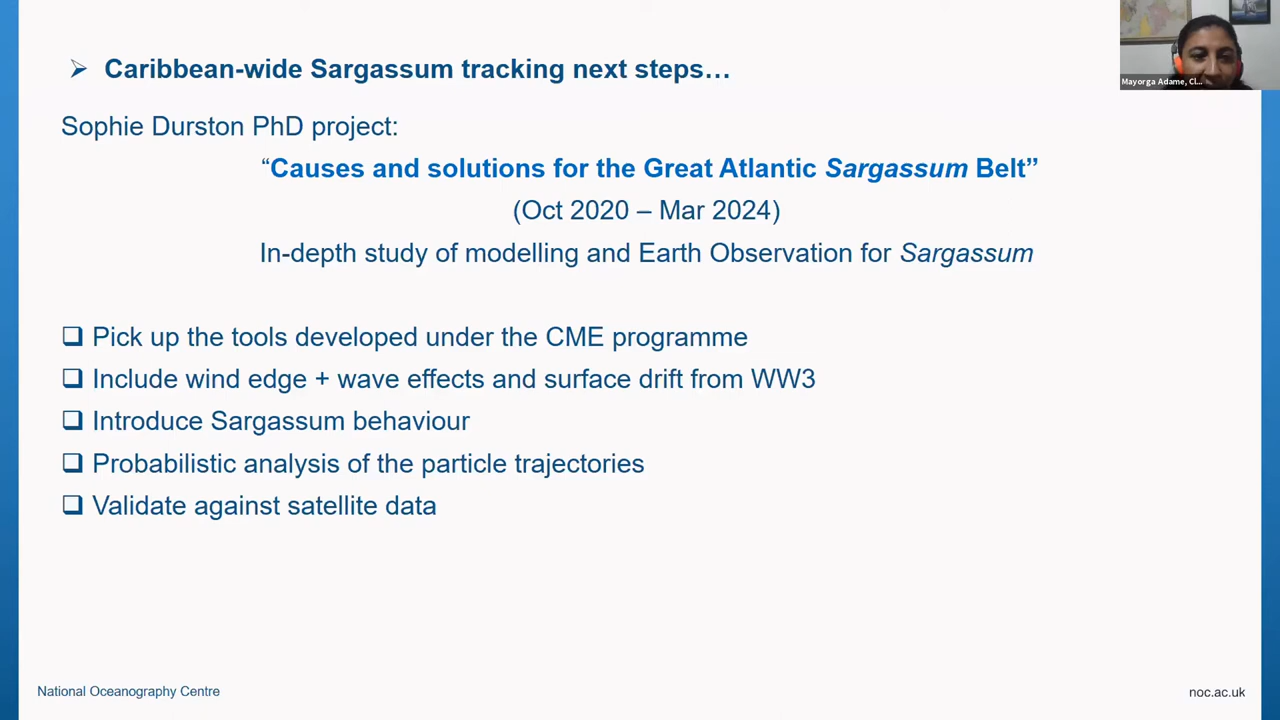 ➢ Caribbean-wide Sargassum tracking next steps…
Mayorga Adame, Cl...
Sophie Durston PhD project:
“Causes and solutions for the Great Atlantic Sargassum Belt”
(Oct 2020 – Mar 2024)
In-depth study of modelling and Earth Observation for Sargassum
❑ Pick up the tools developed under the CME programme
❑ Include wind edge + wave effects and surface drift from WW3
❑ Introduce Sargassum behaviour
❑ Probabilistic analysis of the particle trajectories
❑ Validate against satellite data
National Oceanography Centre
noc.ac.uk